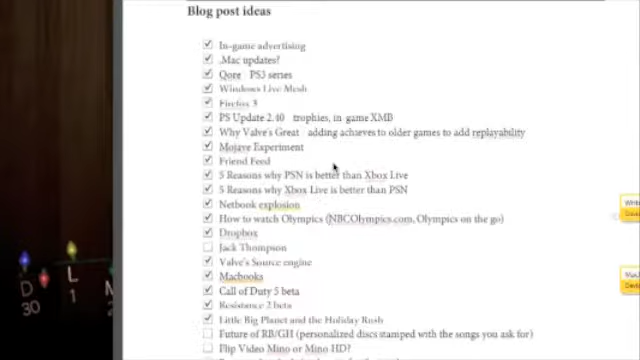 Blog post ideas
In-game advertising
.Mac updates?
Qore PS3 series
Windows Live Mesh
Firefox 3
PS Update 2.40 trophies, in game XMB
Why Valve's Great adding achieves to older games to add replayability
Mojave Experiment
Friend Feed
5 Reasons why PSN is better than Xbox Live
5 Reasons why Xbox Live is better than PSN
Netbook explosion
How to watch Olympics (NBCOlympics.com, Olympics on the go)
Dropbox
Jack Thompson
Valve's Source engine
Macbooks
Call of Duty 5 beta
Resistance 2 beta
Little Big Planet and the Holiday Rush
Future of RB/GH (personalized discs stamped with the songs you ask for)
Flip Video Mino or Mino HD?
D
30
L
1